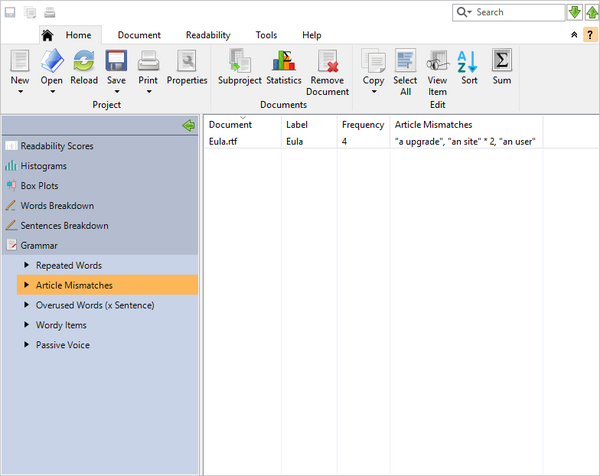 Search
Home Document Readability Tools Help ?
New Open Reload Save Print Properties Subproject Statistics Remove Document Copy Select All View Item Sort Sum
Project Documents Edit
Document Label Frequency Article Mismatches
Eula.rtf Eula 4 "a upgrade", "an site" * 2, "an user"
Readability Scores
Histograms
Box Plots
Words Breakdown
Sentences Breakdown
Grammar
Repeated Words
Article Mismatches
Overused Words (x Sentence)
Wordy Items
Passive Voice